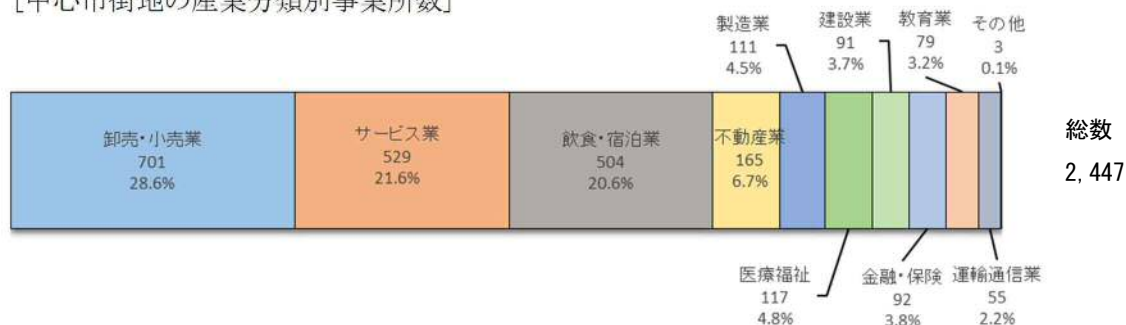 [中心市街地の産業分類別事業所数]
製造業
111
4.5%
建設業
91
3.7%
教育業
79
3.2%
その他
3
0.1%
卸売・小売業
701
28.6%
サービス業
529
21.6%
飲食・宿泊業
504
20.6%
不動産業
165
6.7%
総数
2,447
医療福祉
117
4.8%
金融・保険
92
3.8%
運輸通信業
55
2.2%